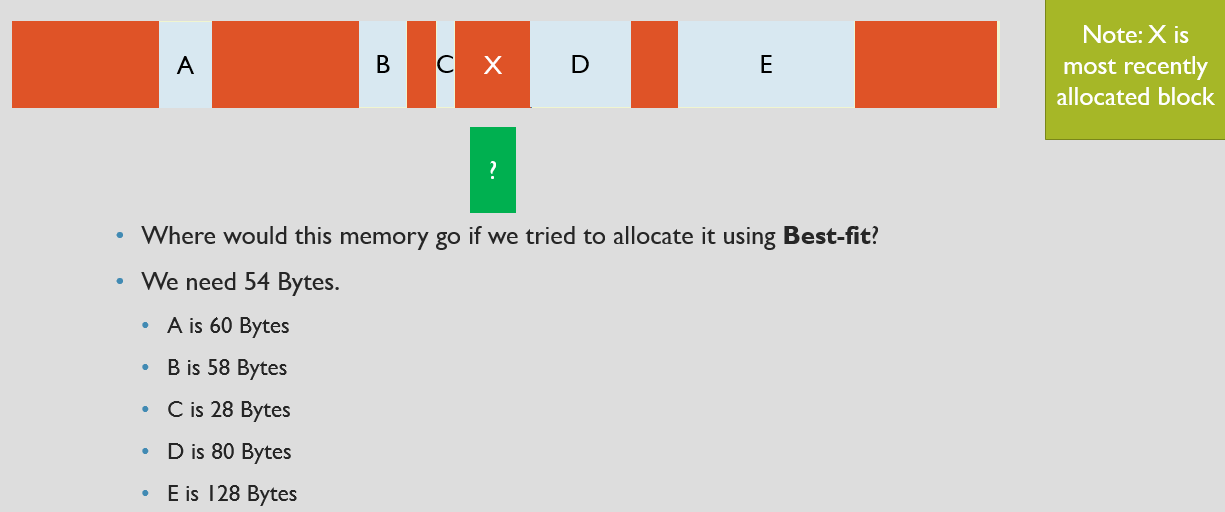 A
B
C
X
D
E
Note: X is
most recently
allocated block
?
• Where would this memory go if we tried to allocate it using Best-fit?
• We need 54 Bytes.
• A is 60 Bytes
• B is 58 Bytes
• C is 28 Bytes
• D is 80 Bytes
• E is 128 Bytes